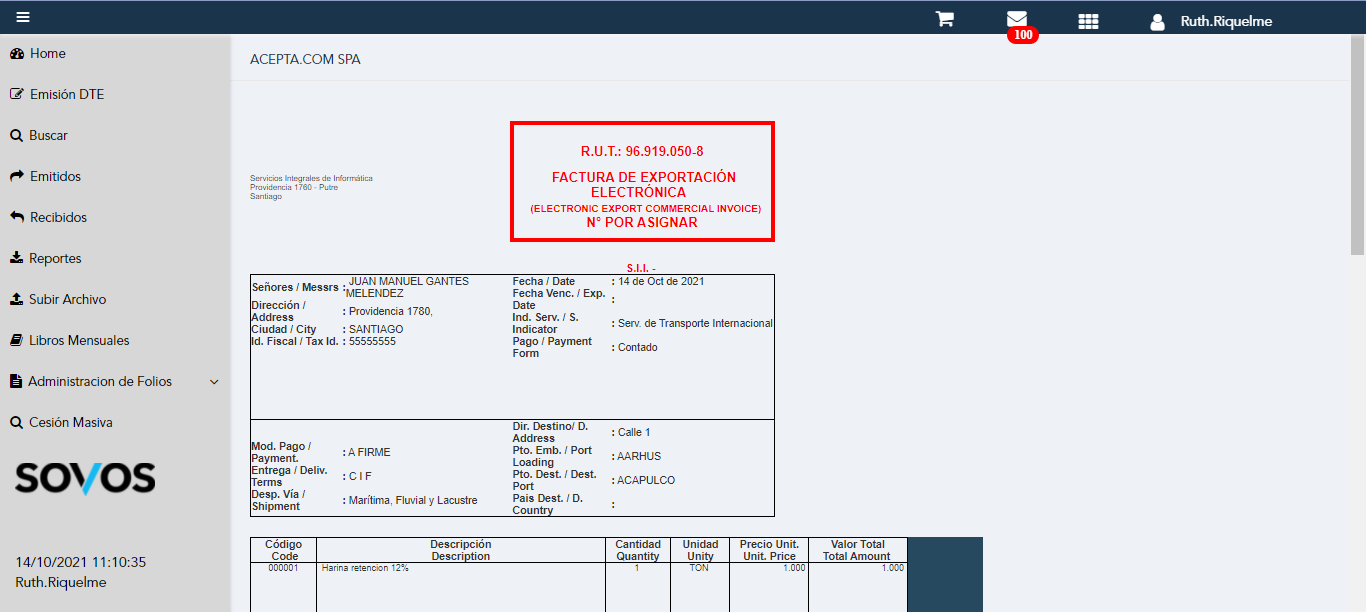 Ruth.Riquelme
100
Home
Emisión DTE
Buscar
Emitidos
Recibidos
Reportes
Subir Archivo
Libros Mensuales
Administracion de Folios
Cesión Masiva
SOVOS
14/10/2021 11:10:35
Ruth.Riquelme
ACEPTA.COM SPA
Servicios Integrales de Informática
Providencia 1760 - Putre
Santiago
R.U.T.: 96.919.050-8
FACTURA DE EXPORTACIÓN
ELECTRÓNICA
(ELECTRONIC EXPORT COMMERCIAL INVOICE)
N° POR ASIGNAR
S.I.I. -
Señores / Messrs : JUAN MANUEL GANTES
MELENDEZ
Dirección /
Address : Providencia 1780,
Ciudad / City : SANTIAGO
Id. Fiscal / Tax Id. : 55555555
Fecha / Date : 14 de Oct de 2021
Fecha Venc. / Exp.
Date :
Ind. Serv. / S.
Indicator : Serv. de Transporte Internacional
Pago / Payment
Form : Contado
Mod. Pago /
Payment. : A FIRME
Entrega / Deliv.
Terms : C I F
Desp. Vía /
Shipment : Marítima, Fluvial y Lacustre
Dir. Destino/ D.
Address : Calle 1
Pto. Emb. / Port
Loading : AARHUS
Pto. Dest. / Dest.
Port : ACAPULCO
Pais Dest. / D.
Country :
Código Descripción Cantidad Unidad Precio Unit. Valor Total
Code Description Quantity Unity Unit. Price Total Amount
000001 Harina retencion 12% 1 TON 1.000 1.000